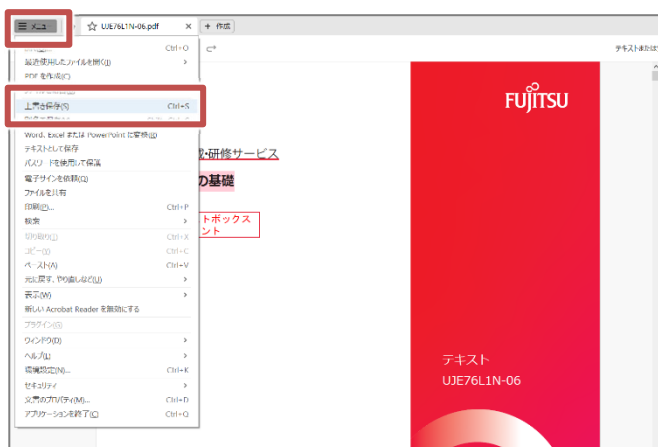 メニュー
UJE76L1N-06.pdf
×
+ 作成
Ctrl+O
テキストまたは
最近使用したファイルを開く(J)
PDF を作成(C)
上書き保存(S) Ctrl+S
Word、Excel または PowerPoint に変換(R)
テキストとして保存
パスワードを使用して保護
電子サインを依頼(Q)
ファイルを共有
印刷(P)... Ctrl+P
検索
切り取り(T) Ctrl+X
コピー(Y) Ctrl+C
ペースト(A) Ctrl+V
元に戻す、やり直しなど(U)
表示(W)
新しい Acrobat Reader を無効にする
プラグイン(G)
ウィンドウ(O)
ヘルプ(L)
環境設定(N)... Ctrl+K
セキュリティ
文書のプロパティ(M)... Ctrl+D
アプリケーションを終了(C) Ctrl+Q
成・研修サービス
の基礎
トボックス
ント
FUJITSU
テキスト
UJE76L1N-06